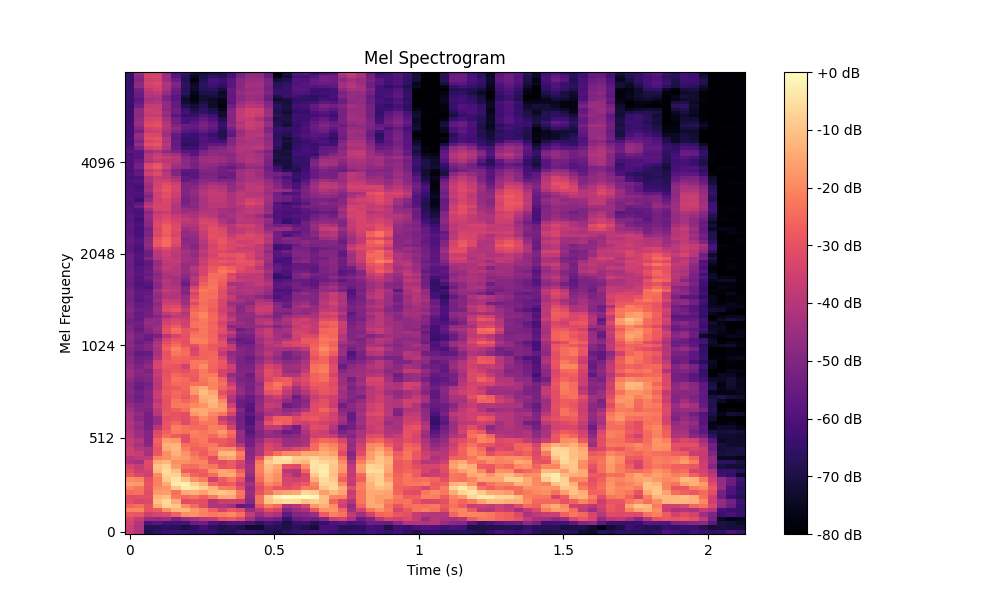 Mel Spectrogram
Mel Frequency
4096
2048
1024
512
0
0
0.5
1
1.5
2
Time (s)
+0 dB
-10 dB
-20 dB
-30 dB
-40 dB
-50 dB
-60 dB
-70 dB
-80 dB